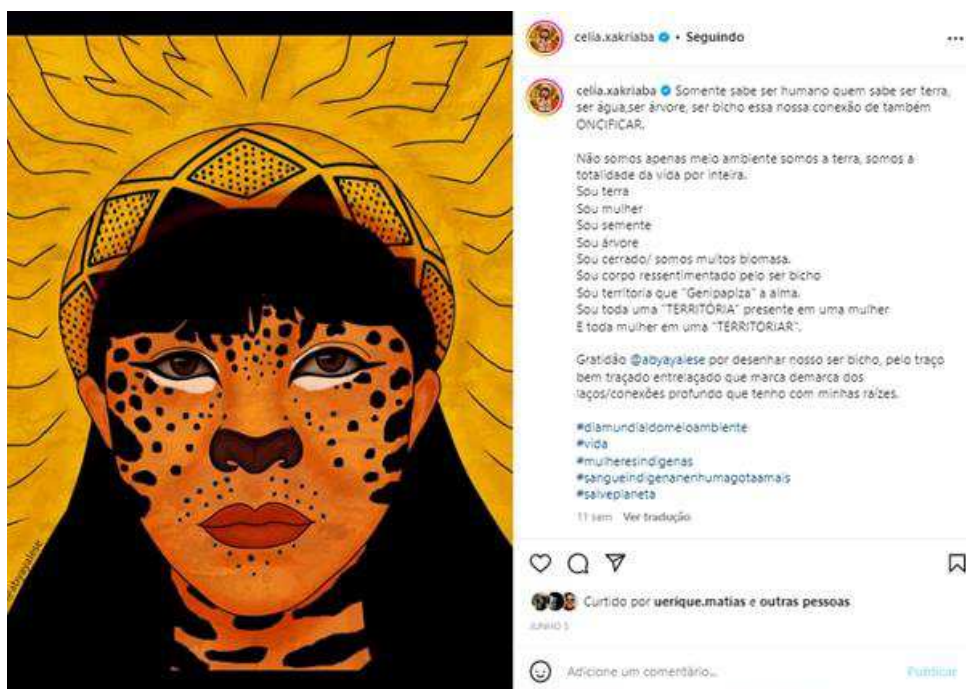 celia.xakriaba • Seguindo
celia.xakriaba Somente sabe ser humano quem sabe ser terra,
ser água,ser árvore, ser bicho essa nossa conexão de também
ONCIFICAR.
Não somos apenas meio ambiente somos a terra, somos a
totalidade da vida por inteira.
Sou terra
Sou mulher
Sou semente
Sou árvore
Sou cerrado/ somos muitos biomasa.
Sou corpo ressentimentado pelo ser bicho
Sou territoria que "Genipapiza" a alma.
Sou toda uma "TERRITÓRIA" presente em uma mulher
E toda mulher em uma "TERRITORIAR".
Gratidão @abyayalese por desenhar nosso ser bicho, pelo traço
bem traçado entrelaçado que marca demarca dos
laços/conexões profundo que tenho com minhas raízes.
#diamundialdomeioambiente
#vida
#mulheresindigenas
#sangueindigenanenhumagotaamais
#salveplaneta
11 sem Ver tradução
Curtido por uerique.matias e outras pessoas
JUNHO 5
Adicione um comentário... Publicar
@abyayalese